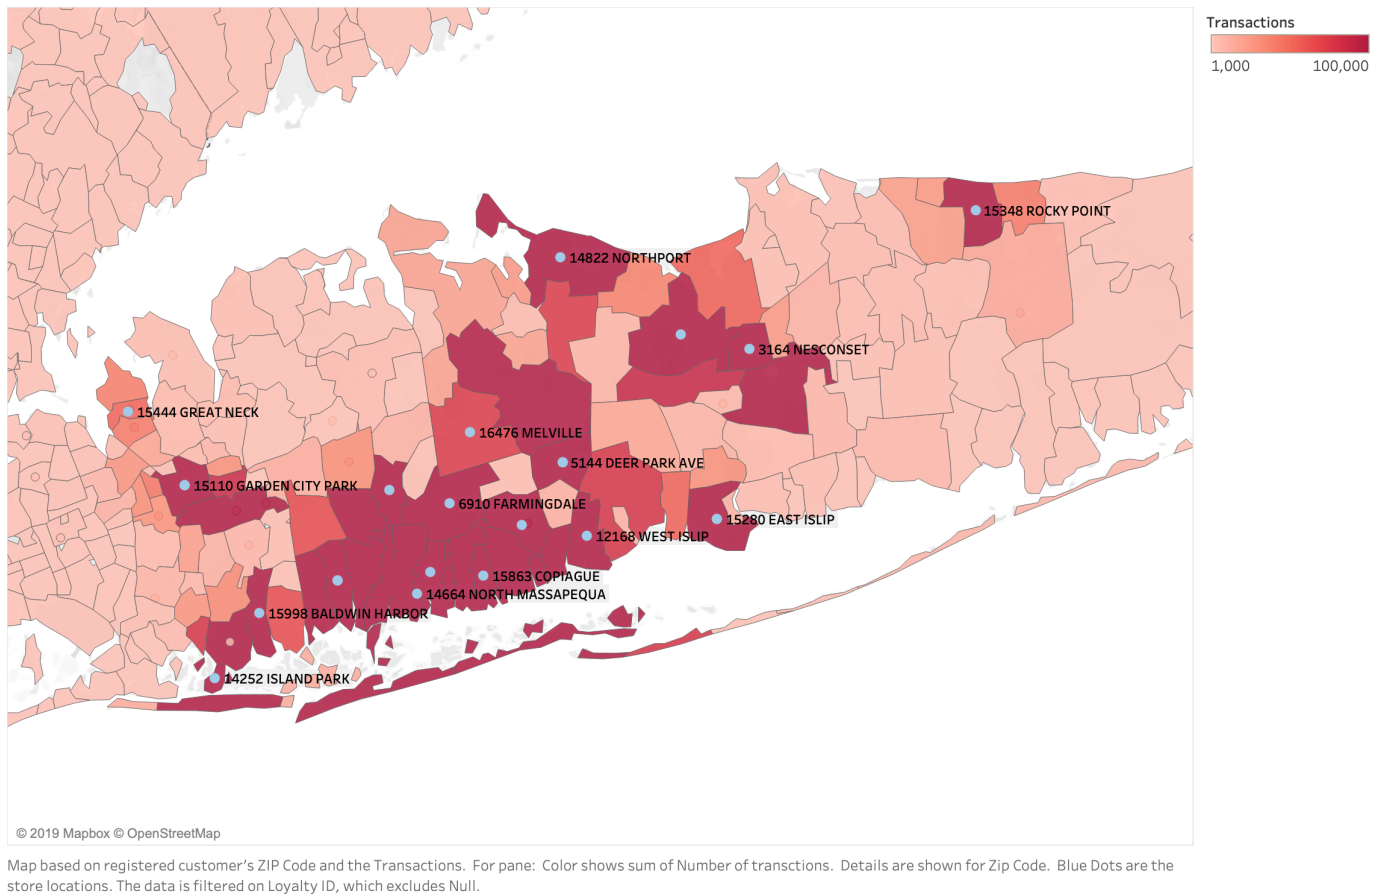 Transactions
1,000 100,000
15348 ROCKY POINT
14822 NORTHPORT
3164 NESCONSET
15444 GREAT NECK
16476 MELVILLE
5144 DEER PARK AVE
15110 GARDEN CITY PARK
6910 FARMINGDALE
15280 EAST ISLIP
12168 WEST ISLIP
15863 COPIAGUE
14664 NORTH MASSAPEQUA
15998 BALDWIN HARBOR
14252 ISLAND PARK
© 2019 Mapbox © OpenStreetMap
Map based on registered customer's ZIP Code and the Transactions.  For pane:  Color shows sum of Number of transctions.  Details are shown for Zip Code.  Blue Dots are the
store locations. The data is filtered on Loyalty ID, which excludes Null.